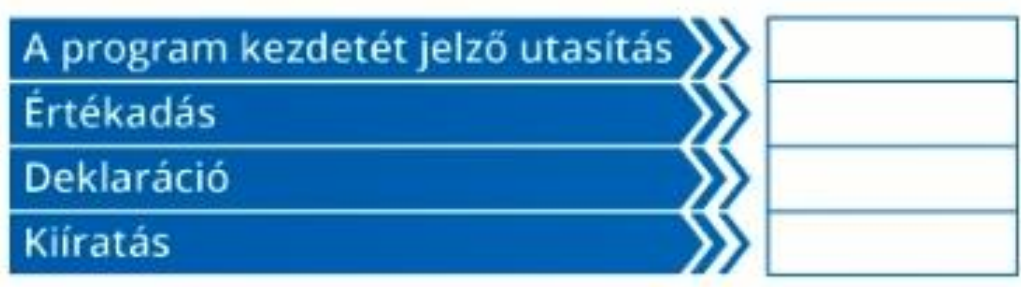 A program kezdetét jelző utasítás
Értékadás
Deklaráció
Kiíratás